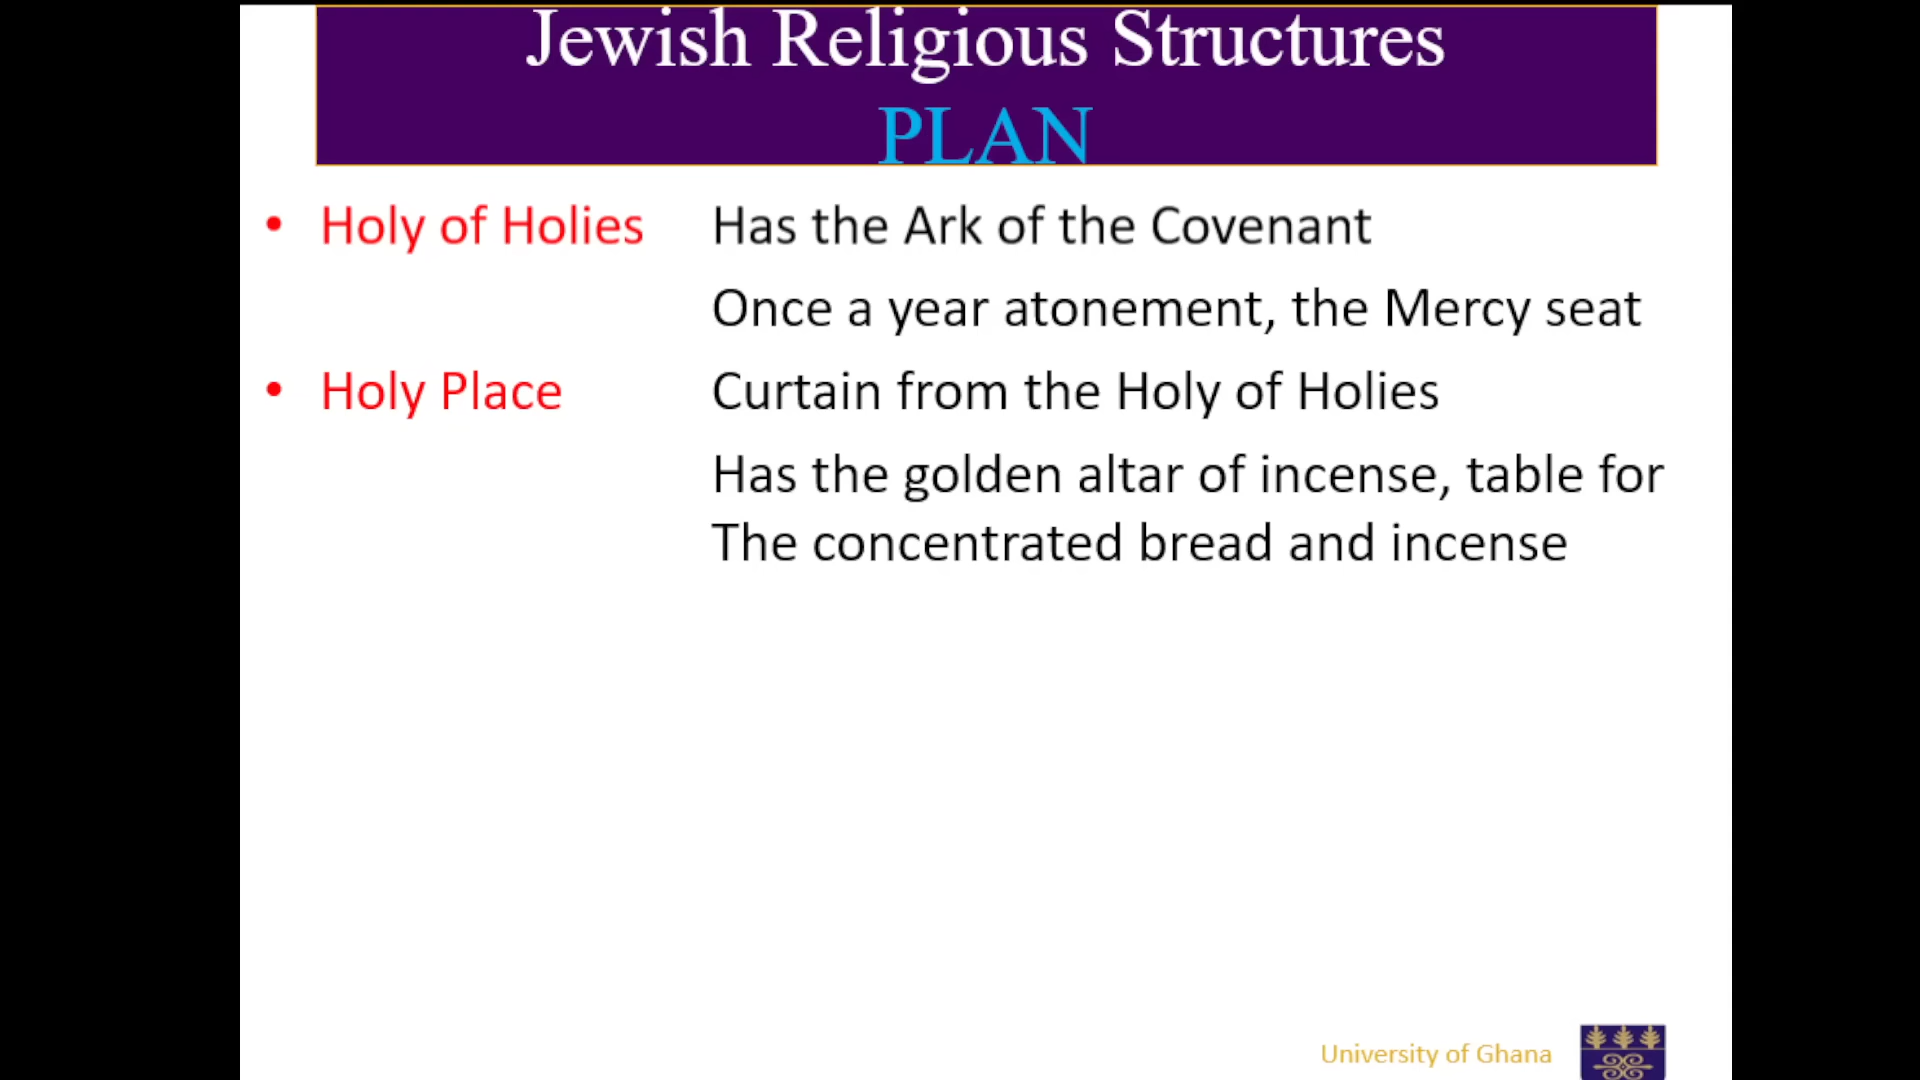 Jewish Religious Structures
PLAN
• Holy of Holies Has the Ark of the Covenant
Once a year atonement, the Mercy seat
• Holy Place Curtain from the Holy of Holies
Has the golden altar of incense, table for
The concentrated bread and incense
University of Ghana